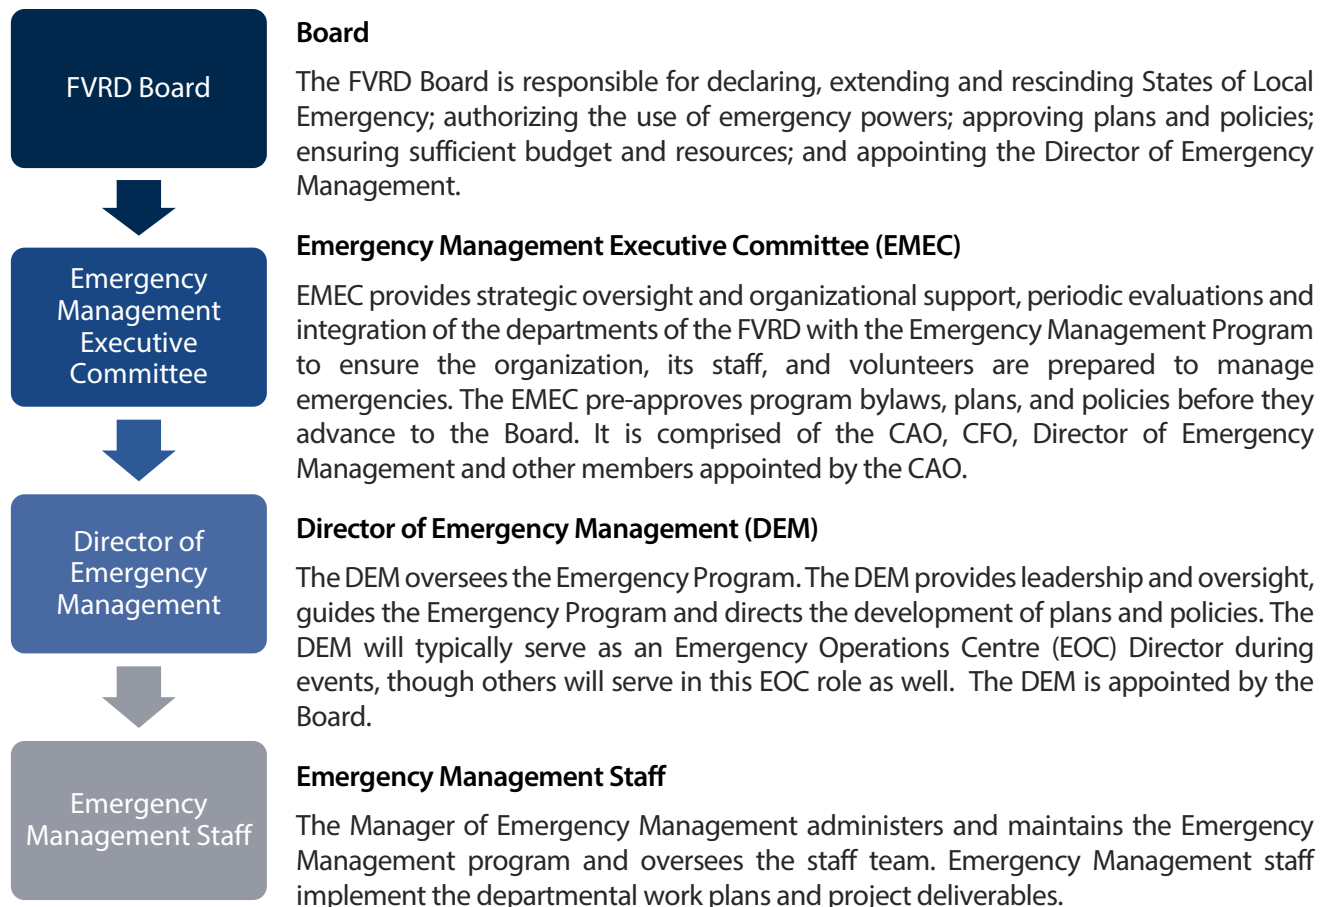 FVRD Board
Board
The FVRD Board is responsible for declaring, extending and rescinding States of Local
Emergency; authorizing the use of emergency powers; approving plans and policies;
ensuring sufficient budget and resources; and appointing the Director of Emergency
Management.
Emergency
Management
Executive
Committee
Emergency Management Executive Committee (EMEC)
EMEC provides strategic oversight and organizational support, periodic evaluations and
integration of the departments of the FVRD with the Emergency Management Program
to ensure the organization, its staff, and volunteers are prepared to manage
emergencies. The EMEC pre-approves program bylaws, plans, and policies before they
advance to the Board. It is comprised of the CAO, CFO, Director of Emergency
Management and other members appointed by the CAO.
Director of
Emergency
Management
Director of Emergency Management (DEM)
The DEM oversees the Emergency Program. The DEM provides leadership and oversight,
guides the Emergency Program and directs the development of plans and policies. The
DEM will typically serve as an Emergency Operations Centre (EOC) Director during
events, though others will serve in this EOC role as well.  The DEM is appointed by the
Board.
Emergency
Management Staff
Emergency Management Staff
The Manager of Emergency Management administers and maintains the Emergency
Management program and oversees the staff team. Emergency Management staff
implement the departmental work plans and project deliverables.